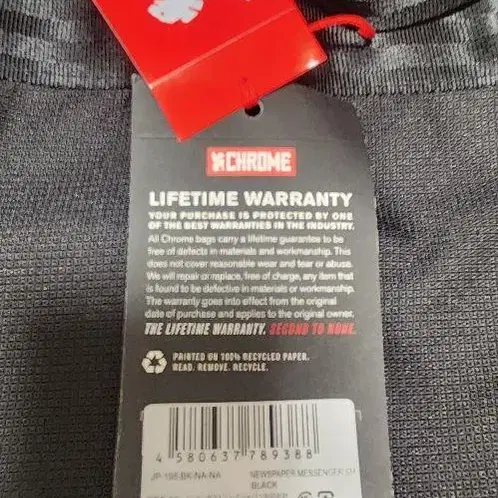 CHROME
LIFETIME WARRANTY
YOUR PURCHASE IS PROTECTED BY ONE
OF THE BEST WARRANTIES IN THE INDUSTRY.
All Chrome bags carry a lifetime guarantee to be
free of defects in materials and workmanship. This
does not cover reasonable wear and tear or abuse.
We will repair or replace, free of charge, any item that
is found to be defective in materials or workmanship.
The warranty goes into effect from the original
date of purchase and applies to the original owner.
THE LIFETIME WARRANTY. SECOND TO NONE.
PRINTED ON 100% RECYCLED PAPER.
READ. REMOVE. RECYCLE.
4 580637 789388
NEWSPAPER MESSENGER
BLACK